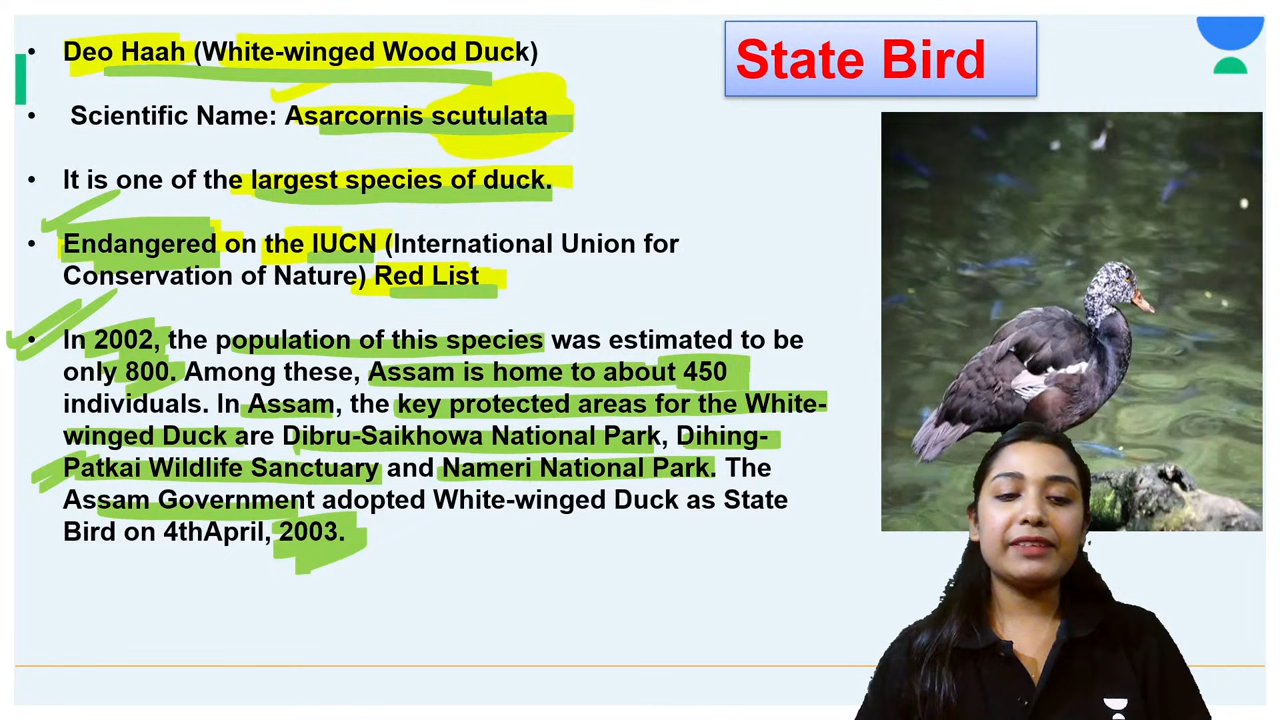 State Bird
• Deo Haah (White-winged Wood Duck)
• Scientific Name: Asarcornis scutulata
• It is one of the largest species of duck.
• Endangered on the IUCN (International Union for
Conservation of Nature) Red List
• In 2002, the population of this species was estimated to be
only 800. Among these, Assam is home to about 450
individuals. In Assam, the key protected areas for the White-
winged Duck are Dibru-Saikhowa National Park, Dihing-
Patkai Wildlife Sanctuary and Nameri National Park. The
Assam Government adopted White-winged Duck as State
Bird on 4thApril, 2003.